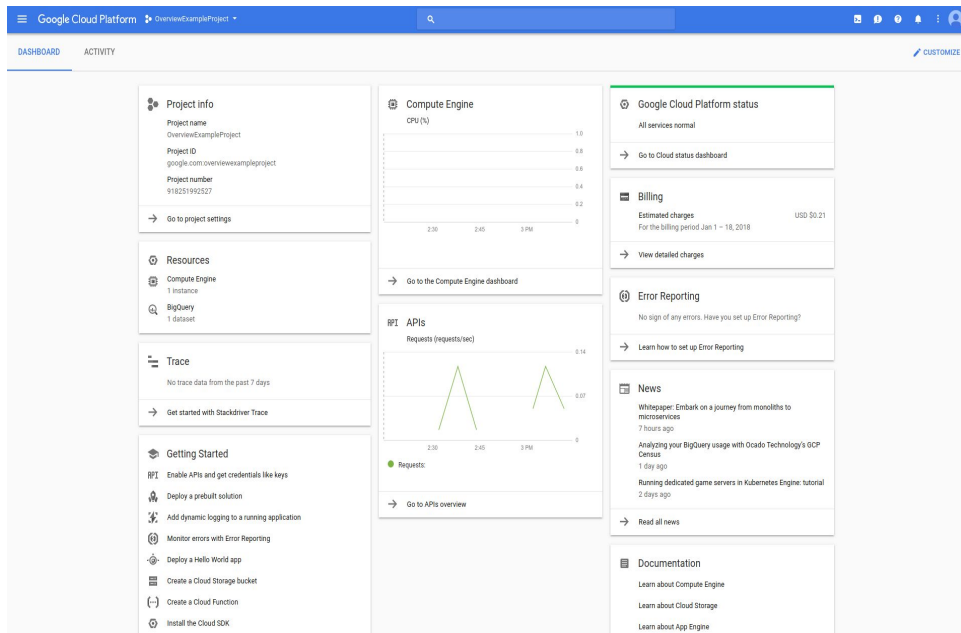 Google Cloud Platform
OverviewExampleProject
DASHBOARD
ACTIVITY
CUSTOMIZE
Project info
Project name
OverviewExampleProject
Project ID
google.com:overviewexampleproject
Project number
918251992527
Go to project settings
Resources
Compute Engine
1 instance
BigQuery
1 dataset
Trace
No trace data from the past 7 days
Get started with Stackdriver Trace
Getting Started
API Enable APIs and get credentials like keys
Deploy a prebuilt solution
Add dynamic logging to a running application
Monitor errors with Error Reporting
Deploy a Hello World app
Create a Cloud Storage bucket
Create a Cloud Function
Install the Cloud SDK
Compute Engine
CPU (%)
1.0
0.8
0.6
0.4
0.2
0
2:30 2:45 3 PM
Go to the Compute Engine dashboard
API APIs
Requests (requests/sec)
0.14
0.07
0
2:30 2:45 3 PM
Requests:
Go to APIs overview
Google Cloud Platform status
All services normal
Go to Cloud status dashboard
Billing
Estimated charges USD $0.21
For the billing period Jan 1 – 18, 2018
View detailed charges
Error Reporting
No sign of any errors. Have you set up Error Reporting?
Learn how to set up Error Reporting
News
Whitepaper: Embark on a journey from monoliths to
microservices
7 hours ago
Analyzing your BigQuery usage with Ocado Technology's GCP
Census
1 day ago
Running dedicated game servers in Kubernetes Engine: tutorial
2 days ago
Read all news
Documentation
Learn about Compute Engine
Learn about Cloud Storage
Learn about App Engine